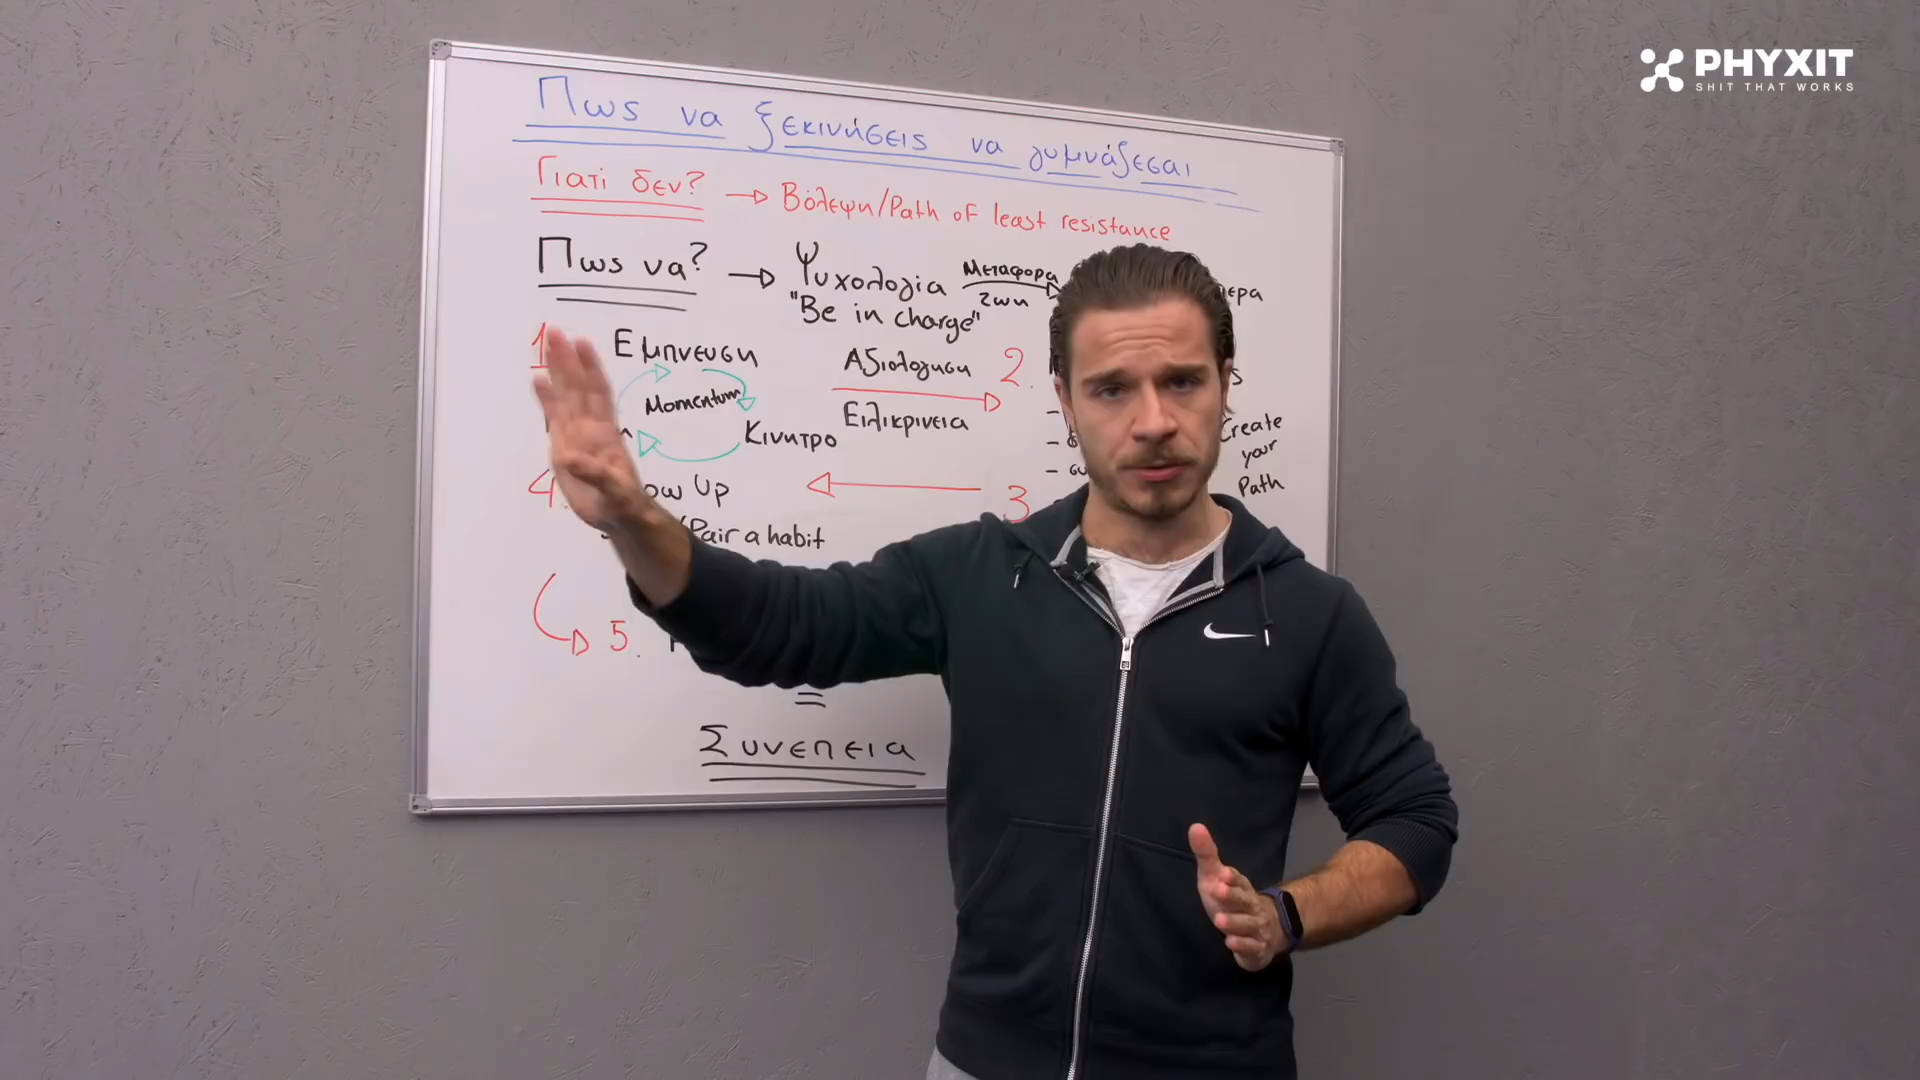 PHYXIT
SHIT THAT WORKS
Πως να ξεκινήσεις να γυμνάζεσαι
Γιατί δεν? → Βόλεψη/Path of least resistance
Πως να? → Ψυχολογία Μεταφορα
"Be in charge" Ζωη
1 Εμπνευση Αξιολογηση 2.
Momentum
Κινητρο Ειλικρινεια Create
your
Path
4. Up 3
Pair a habit
5.
=
Συνεπεια